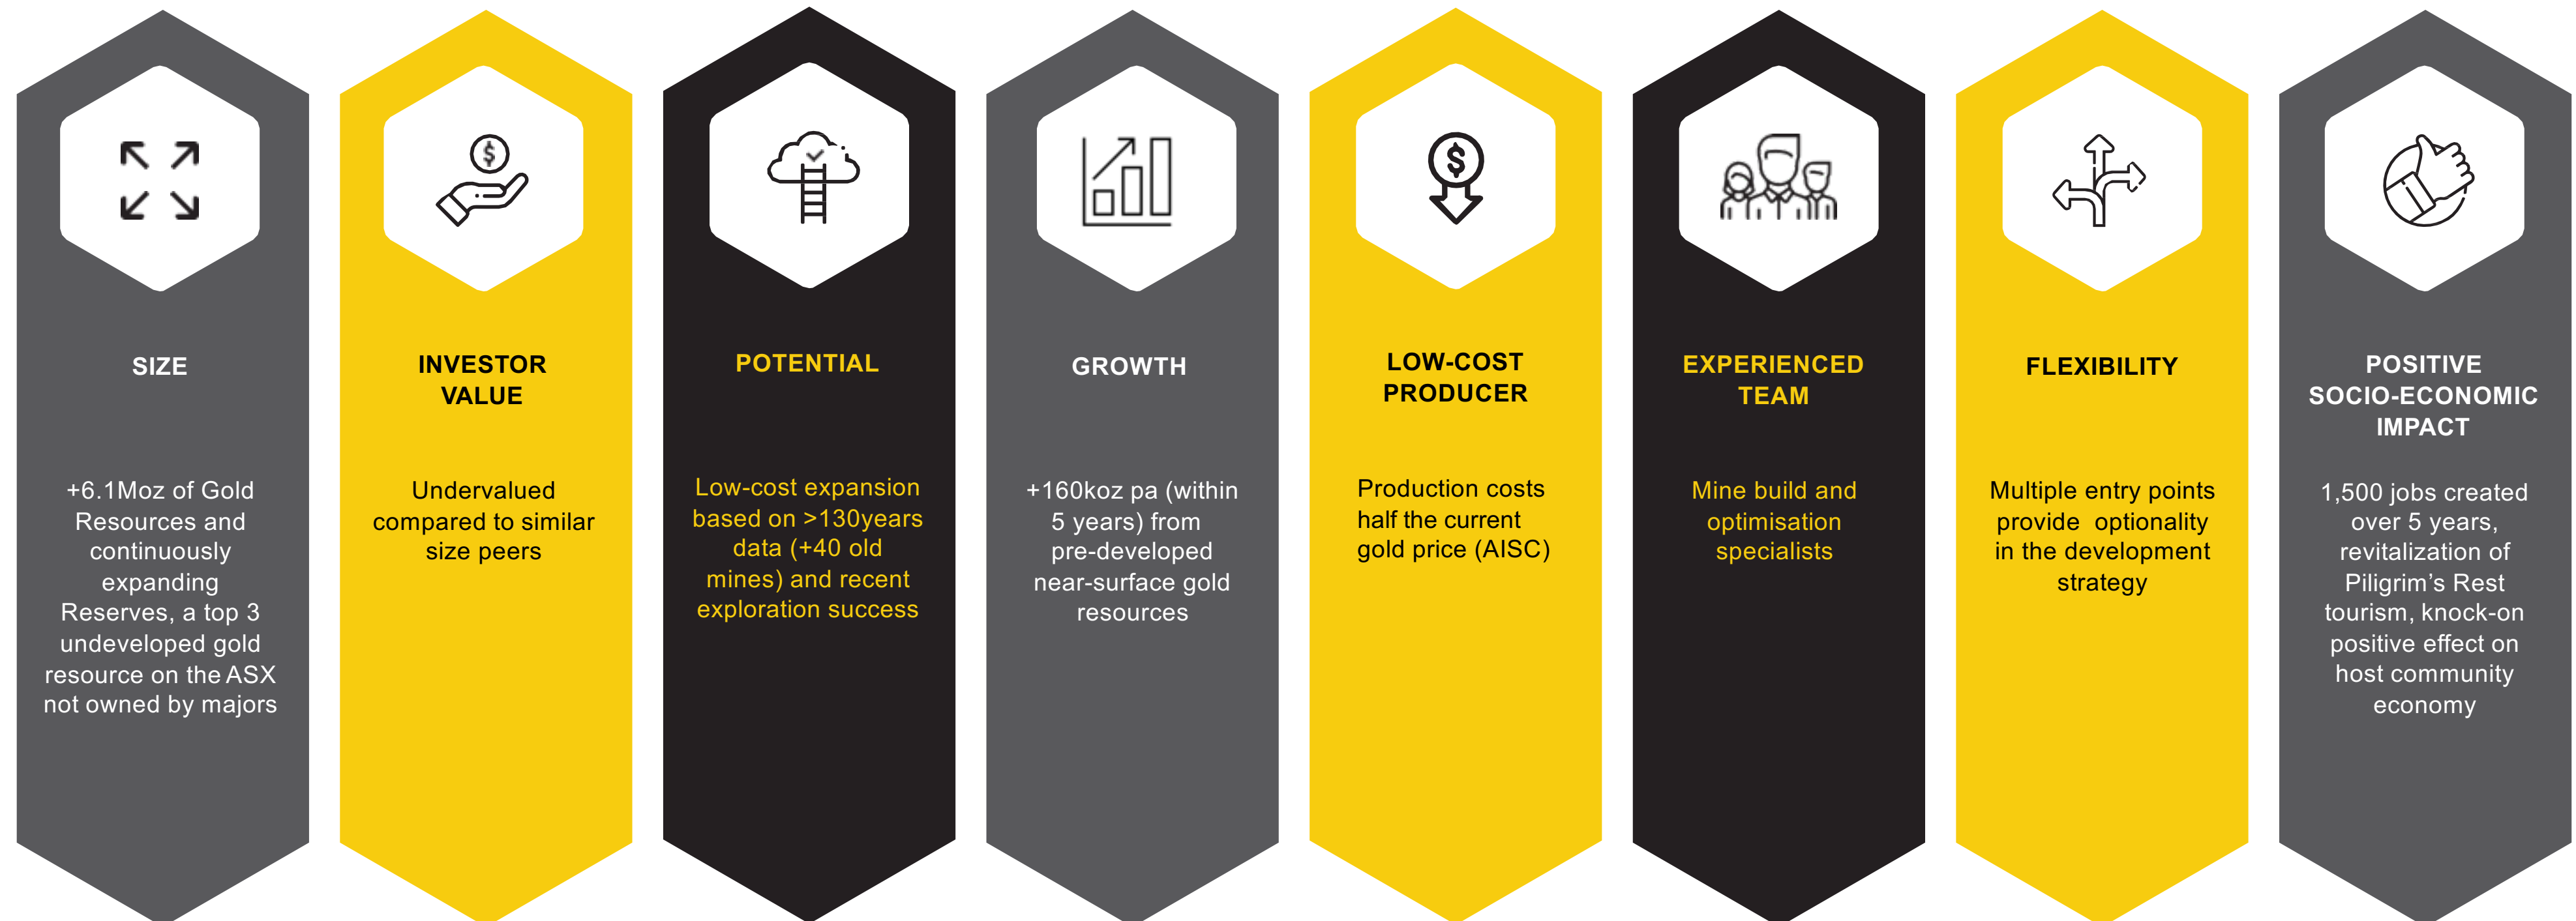 SIZE
+6.1Moz of Gold
Resources and
continuously
expanding
Reserves, a top 3
undeveloped gold
resource on the ASX
not owned by majors
INVESTOR
VALUE
Undervalued
compared to similar
size peers
POTENTIAL
Low-cost expansion
based on >130years
data (+40 old
mines) and recent
exploration success
GROWTH
+160koz pa (within
5 years) from
pre-developed
near-surface gold
resources
LOW-COST
PRODUCER
Production costs
half the current
gold price (AISC)
EXPERIENCED
TEAM
Mine build and
optimisation
specialists
FLEXIBILITY
Multiple entry points
provide optionality
in the development
strategy
POSITIVE
SOCIO-ECONOMIC
IMPACT
1,500 jobs created
over 5 years,
revitalization of
Piligrim’s Rest
tourism, knock-on
positive effect on
host community
economy